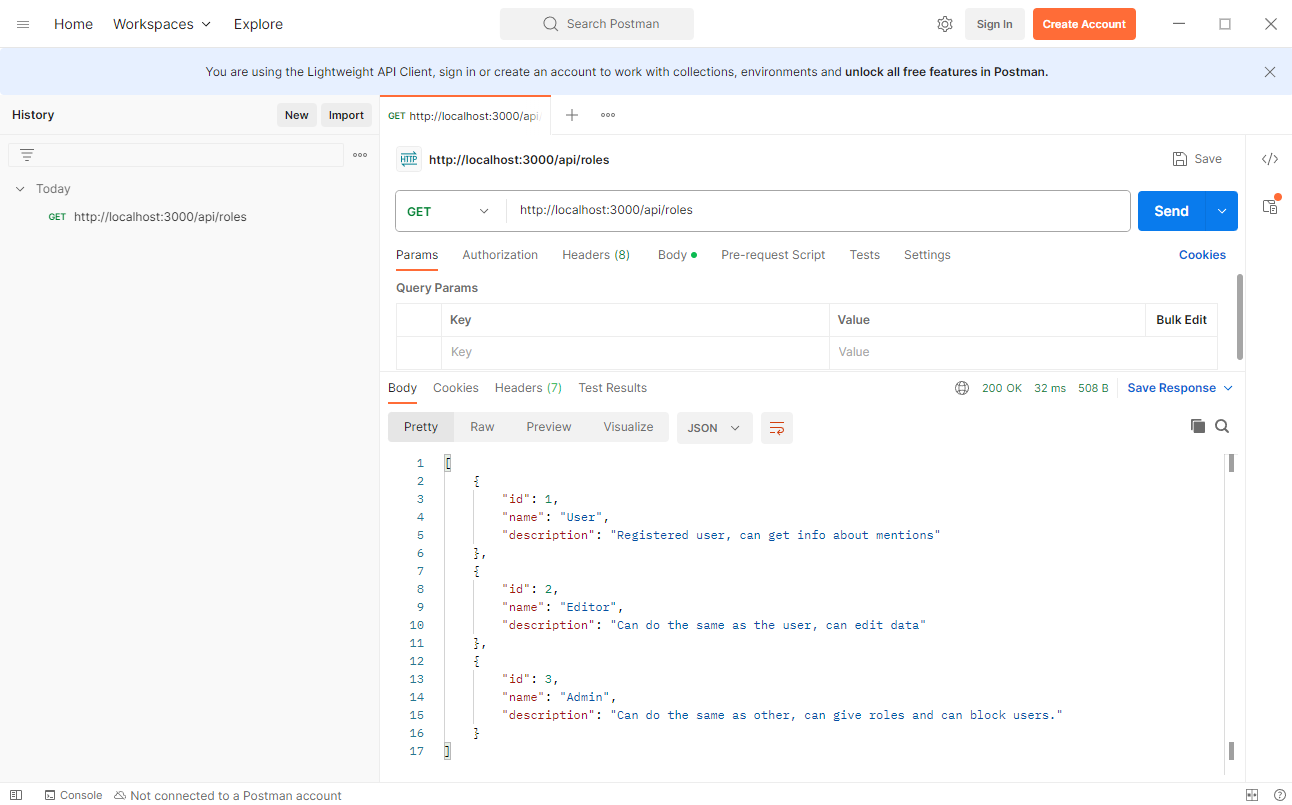 Home Workspaces Explore Search Postman Sign In Create Account
You are using the Lightweight API Client, sign in or create an account to work with collections, environments and unlock all free features in Postman.
History New Import
GET http://localhost:3000/api
Today
GET http://localhost:3000/api/roles
HTTP http://localhost:3000/api/roles Save
GET http://localhost:3000/api/roles Send
Params Authorization Headers (8) Body Pre-request Script Tests Settings Cookies
Query Params
Key Value Bulk Edit
Key Value
Body Cookies Headers (7) Test Results 200 OK 32 ms 508 B Save Response
Pretty Raw Preview Visualize JSON
1 [
2 {
3 "id": 1,
4 "name": "User",
5 "description": "Registered user, can get info about mentions"
6 },
7 {
8 "id": 2,
9 "name": "Editor",
10 "description": "Can do the same as the user, can edit data"
11 },
12 {
13 "id": 3,
14 "name": "Admin",
15 "description": "Can do the same as other, can give roles and can block users."
16 }
17 ]
Console Not connected to a Postman account